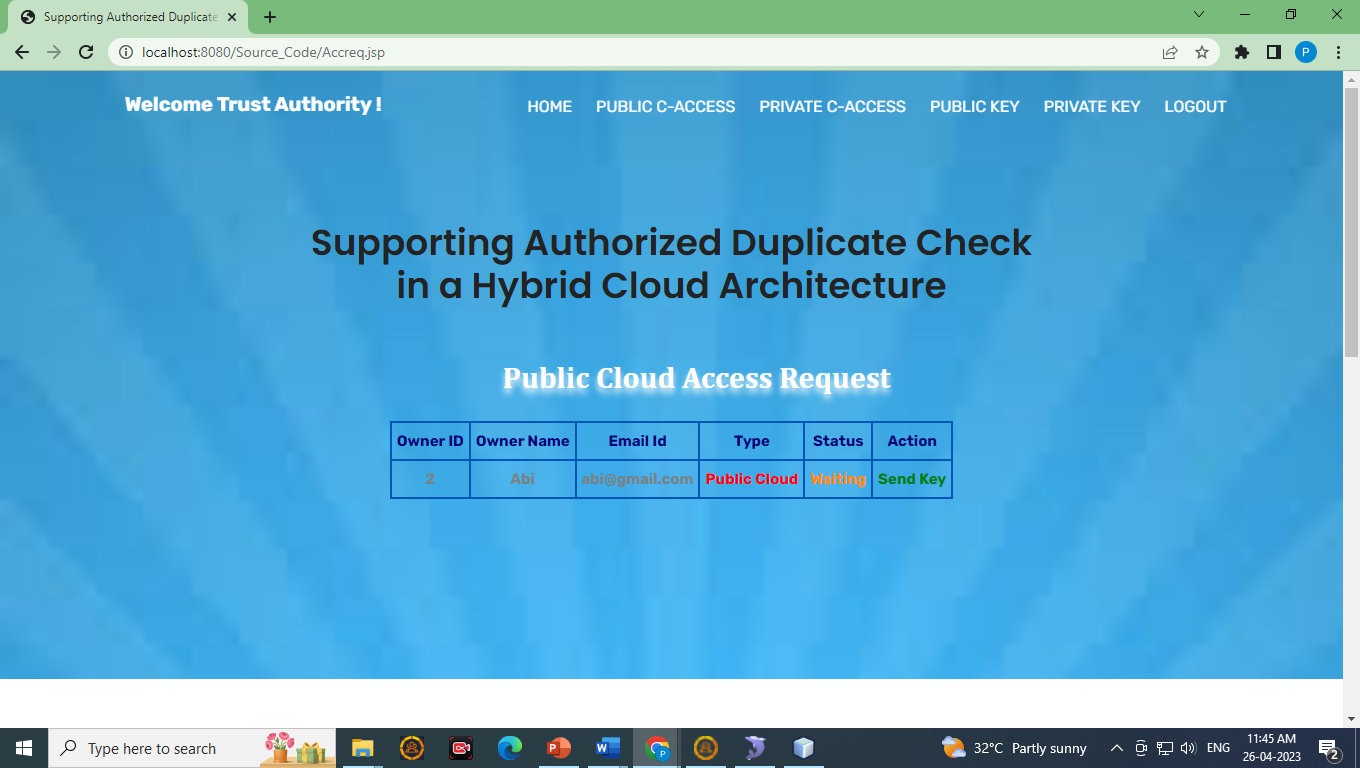 Supporting Authorized Duplicate
localhost:8080/Source_Code/Accreq.jsp
P
Welcome Trust Authority !
HOME PUBLIC C-ACCESS PRIVATE C-ACCESS PUBLIC KEY PRIVATE KEY LOGOUT
Supporting Authorized Duplicate Check
in a Hybrid Cloud Architecture
Public Cloud Access Request
Owner ID Owner Name Email Id Type Status Action
2 Abi abi@gmail.com Public Cloud Waiting Send Key
Type here to search
32°C Partly sunny
ENG
11:45 AM
26-04-2023
2